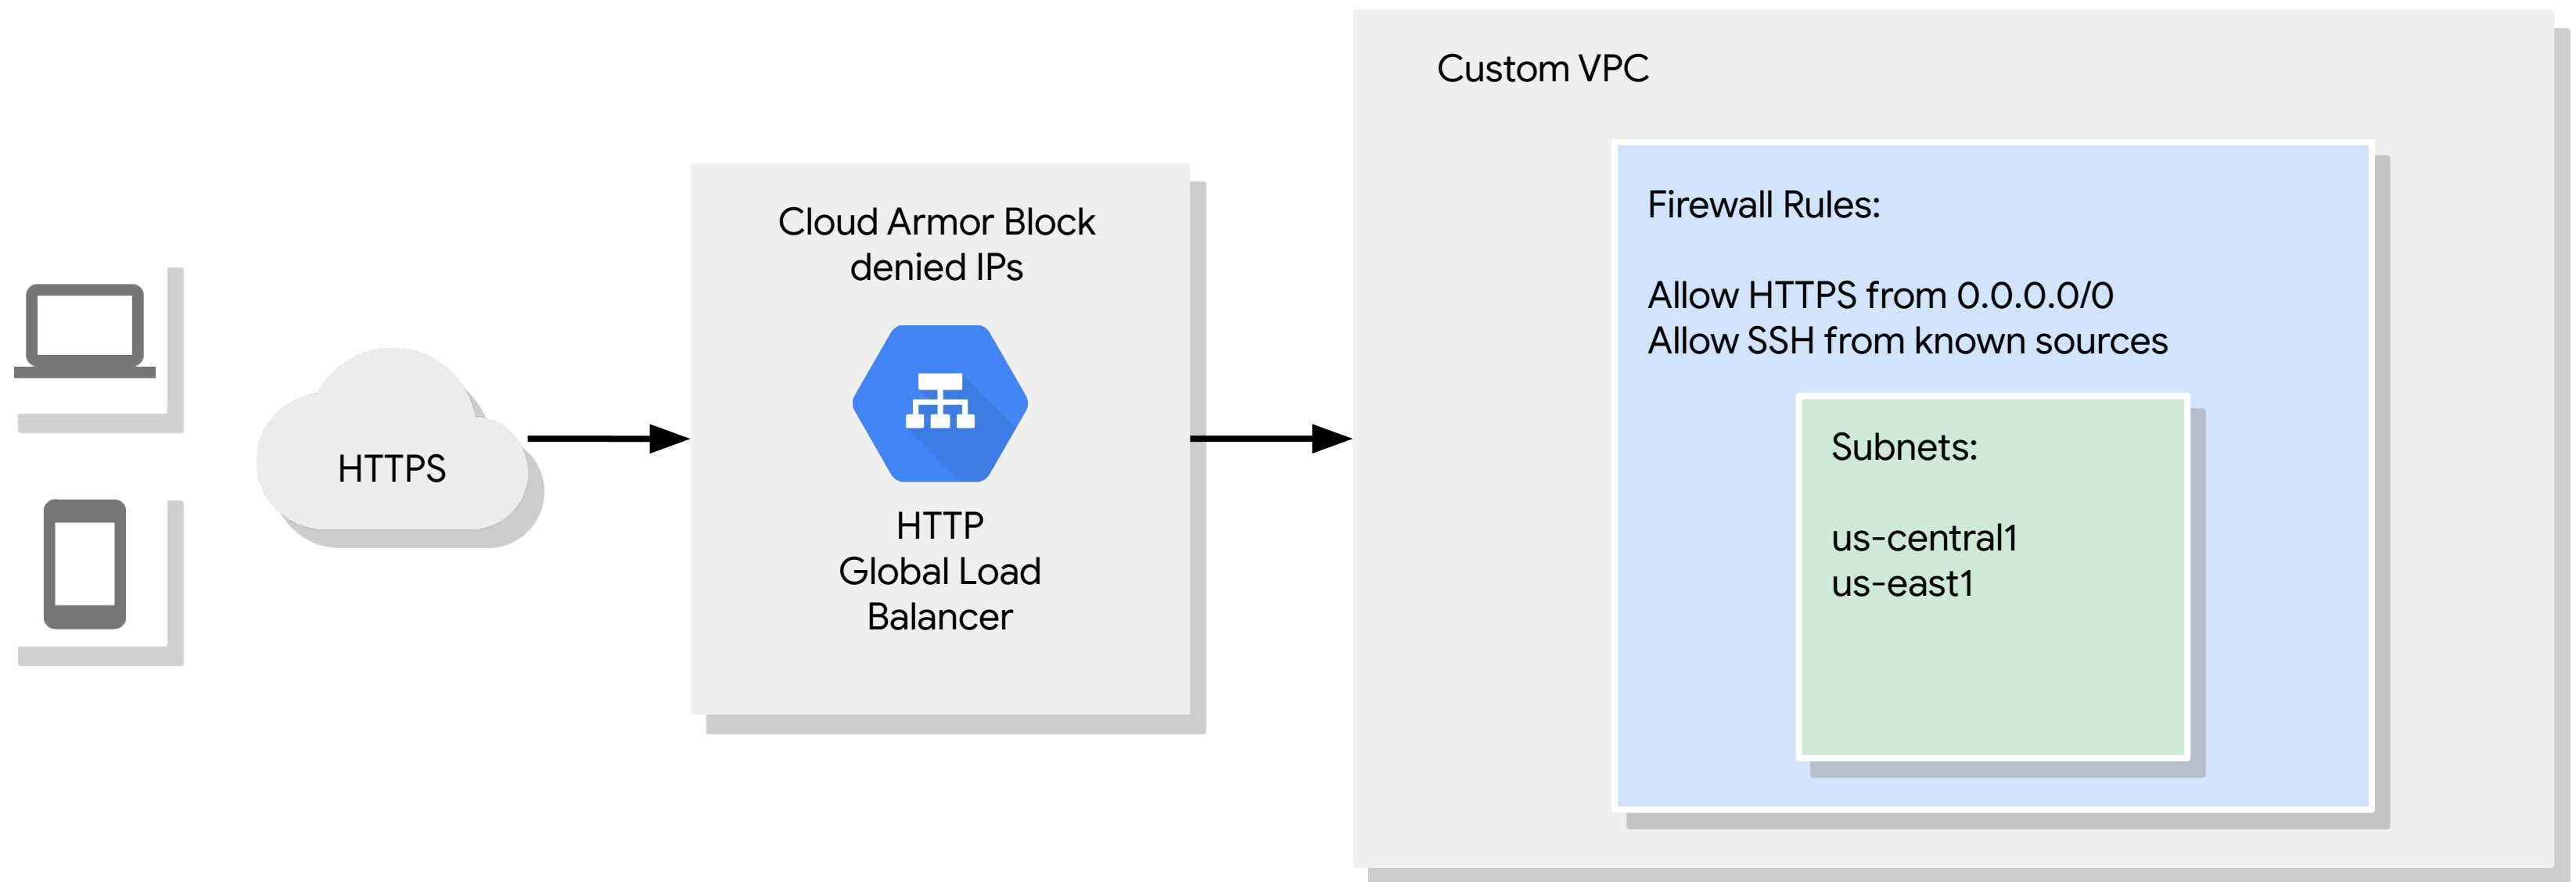 HTTPS
Cloud Armor Block
denied IPs
HTTP
Global Load
Balancer
Custom VPC
Firewall Rules:
Allow HTTPS from 0.0.0.0/0
Allow SSH from known sources
Subnets:
us-central1
us-east1